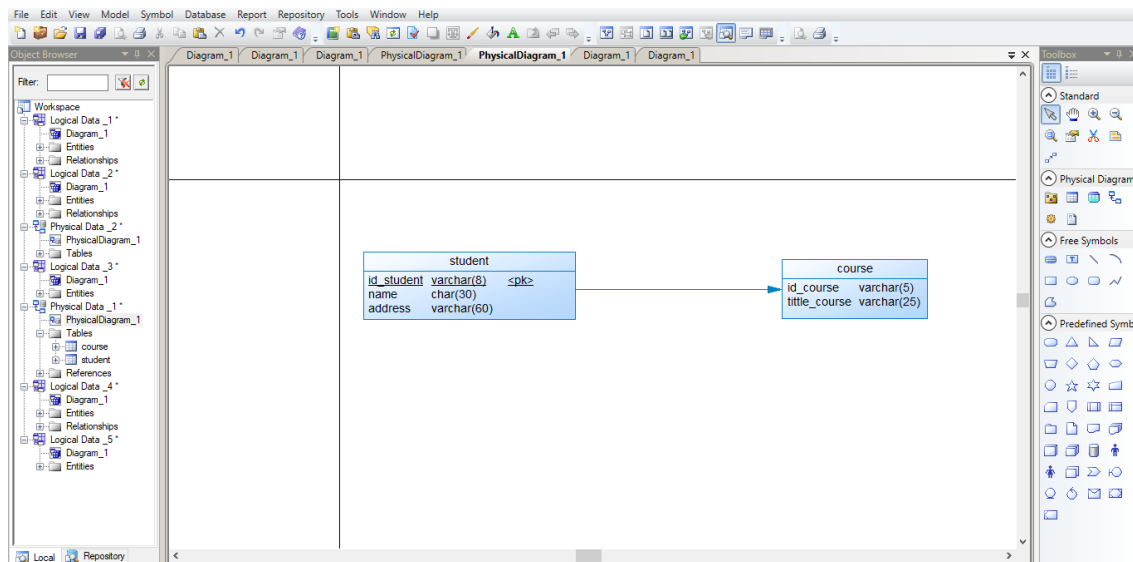 File Edit View Model Symbol Database Report Repository Tools Window Help
Object Browser
Diagram_1 Diagram_1 Diagram_1 PhysicalDiagram_1 PhysicalDiagram_1 Diagram_1 Diagram_1
Toolbox
Filter:
Workspace
Logical Data _1 *
Diagram_1
Entities
Relationships
Logical Data _2 *
Diagram_1
Entities
Relationships
Physical Data _2 *
PhysicalDiagram_1
Tables
Logical Data _3 *
Diagram_1
Entities
Physical Data _1 *
PhysicalDiagram_1
Tables
course
student
References
Logical Data _4 *
Diagram_1
Entities
Relationships
Logical Data _5 *
Diagram_1
Entities
Local Repository
student
id_student varchar(8) <pk>
name char(30)
address varchar(60)
course
id_course varchar(5)
tittle_course varchar(25)
Standard
Physical Diagram
Free Symbols
Predefined Symb